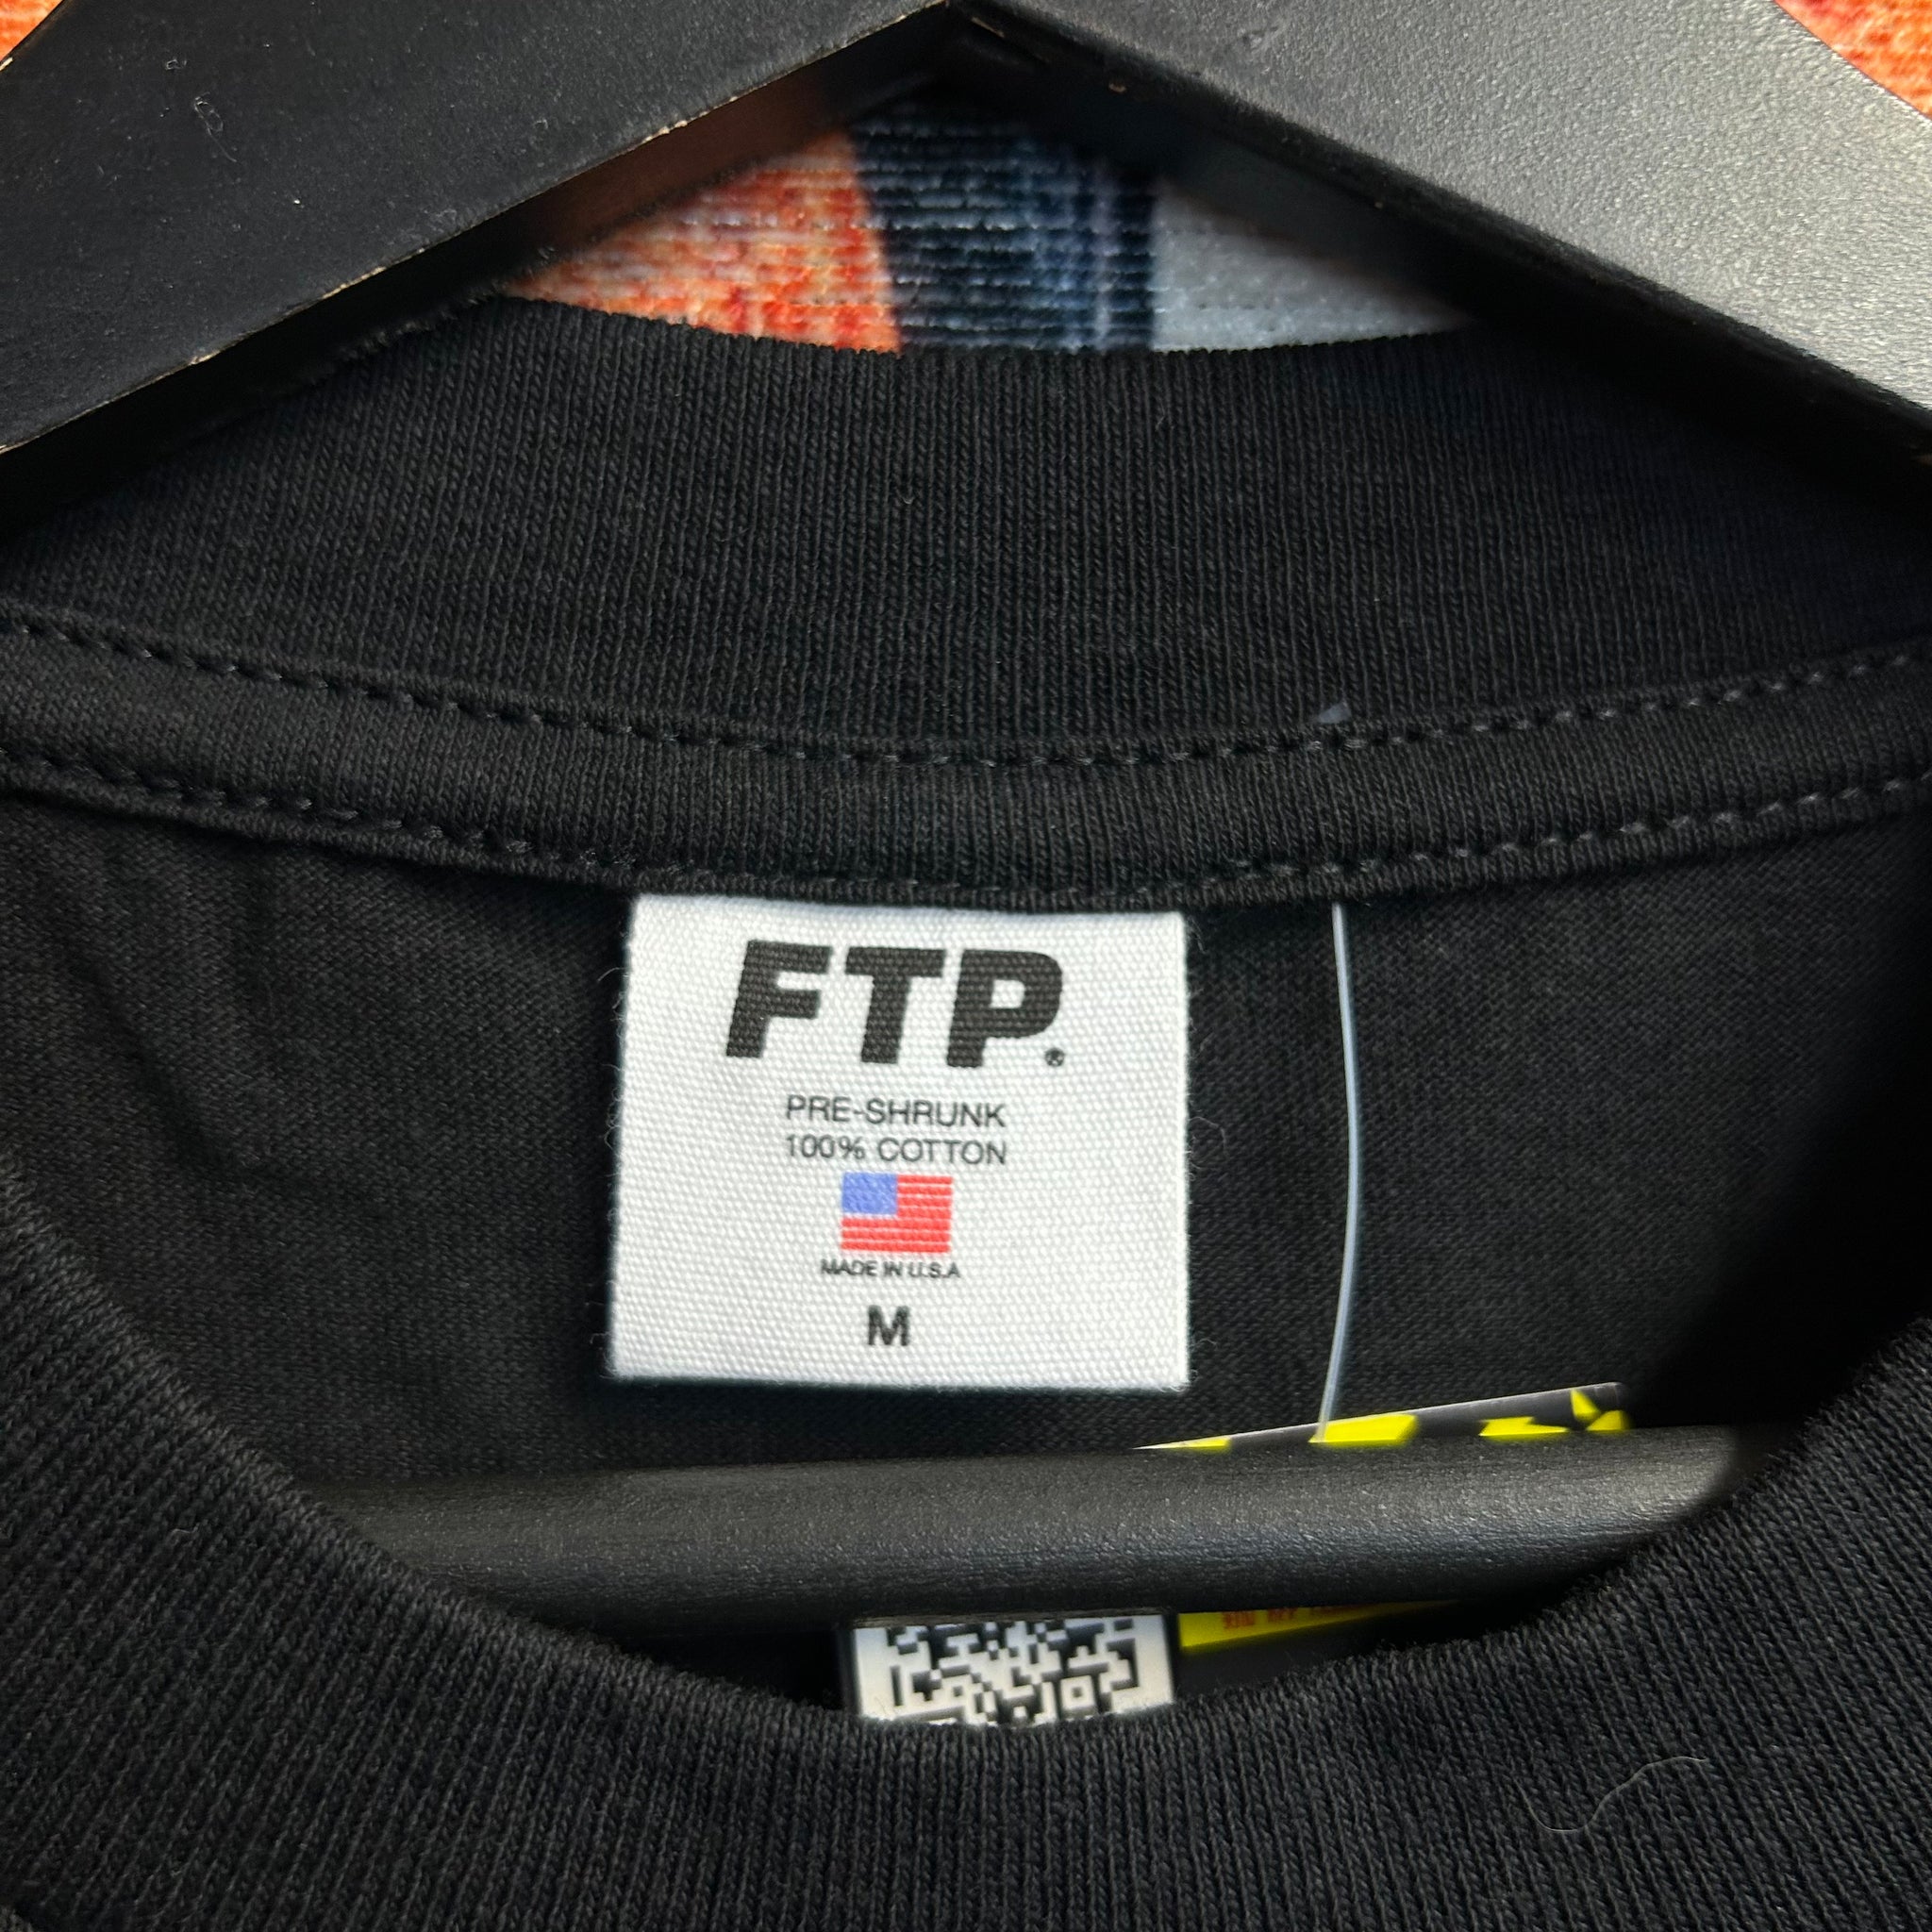 FTP.®
PRE-SHRUNK
100% COTTON
MADE IN U.S.A
M